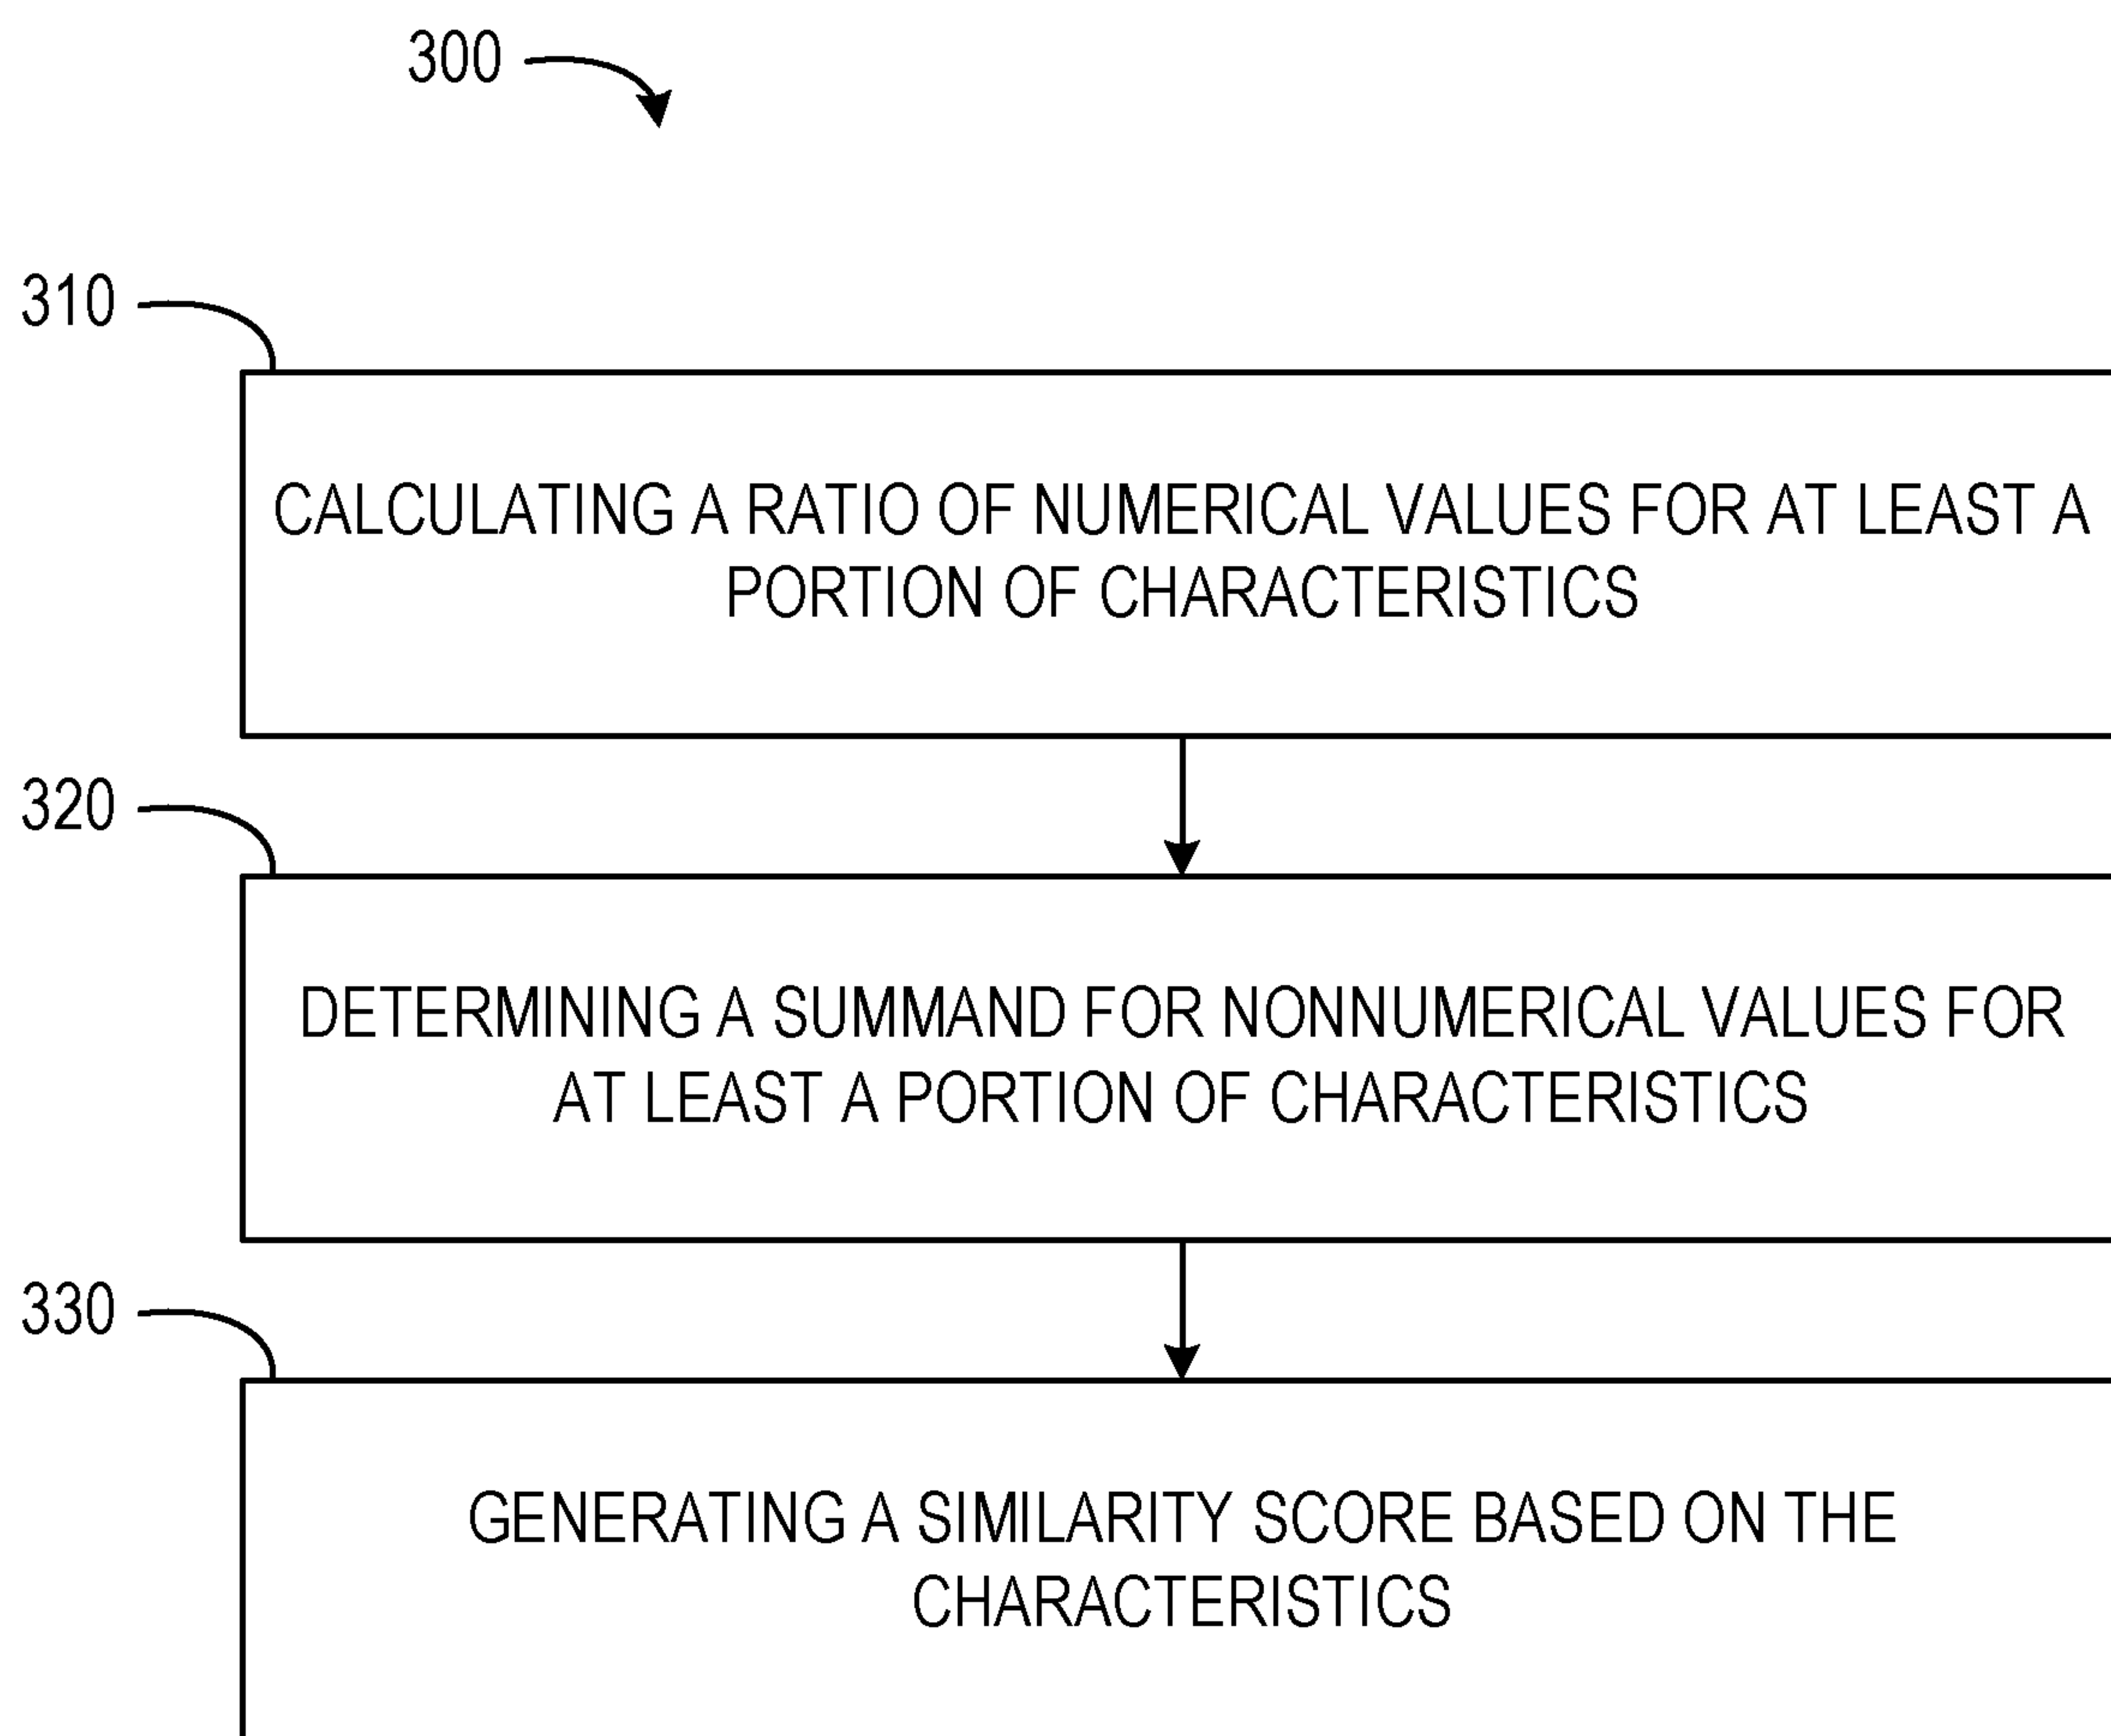 300
310
CALCULATING A RATIO OF NUMERICAL VALUES FOR AT LEAST A
PORTION OF CHARACTERISTICS
320
DETERMINING A SUMMAND FOR NONNUMERICAL VALUES FOR
AT LEAST A PORTION OF CHARACTERISTICS
330
GENERATING A SIMILARITY SCORE BASED ON THE
CHARACTERISTICS